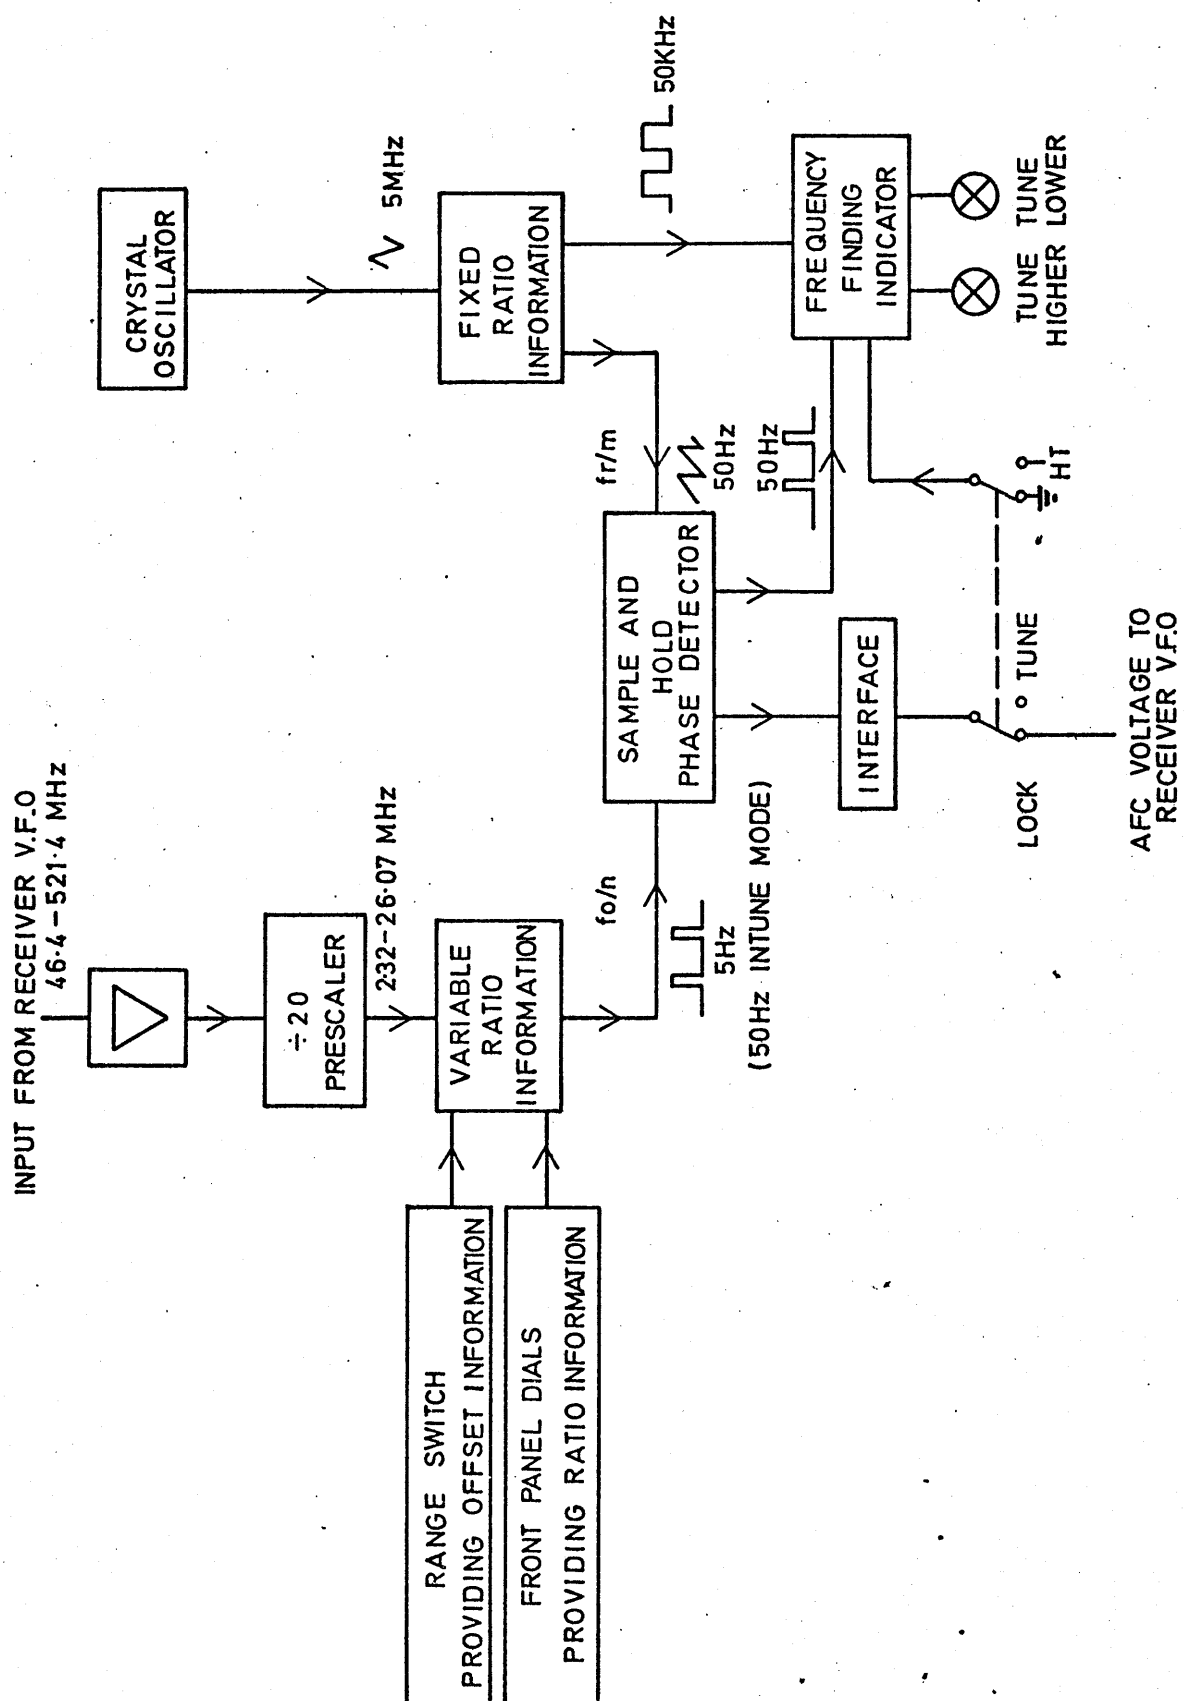 INPUT FROM RECEIVER V.F.O
46·4–521·4 MHz
÷20
PRESCALER
2·32–26·07 MHz
RANGE SWITCH
PROVIDING OFFSET INFORMATION
FRONT PANEL DIALS
PROVIDING RATIO INFORMATION
VARIABLE
RATIO
INFORMATION
fo/n
5Hz
(50Hz INTUNE MODE)
CRYSTAL
OSCILLATOR
5MHz
FIXED
RATIO
INFORMATION
fr/m
50Hz
50KHz
SAMPLE AND
HOLD
PHASE DETECTOR
50Hz
FREQUENCY
FINDING
INDICATOR
TUNE TUNE
HIGHER LOWER
INTERFACE
LOCK
TUNE
HT
AFC VOLTAGE TO
RECEIVER V.F.O